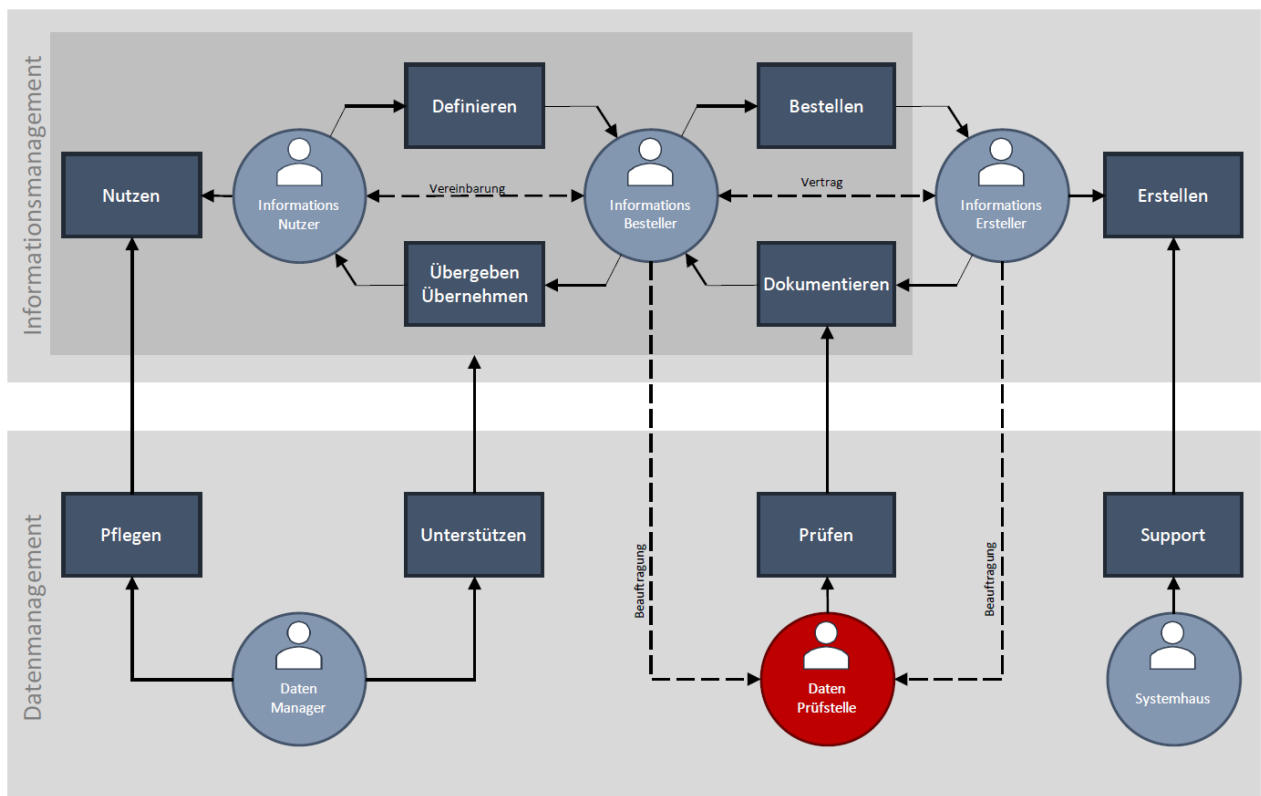 Informationsmanagement
Definieren
Bestellen
Nutzen
Informations
Nutzer
Vereinbarung
Informations
Besteller
Vertrag
Informations
Ersteller
Erstellen
Übergeben
Übernehmen
Dokumentieren
Datenmanagement
Pflegen
Unterstützen
Beauftragung
Prüfen
Beauftragung
Support
Daten
Manager
Daten
Prüfstelle
Systemhaus